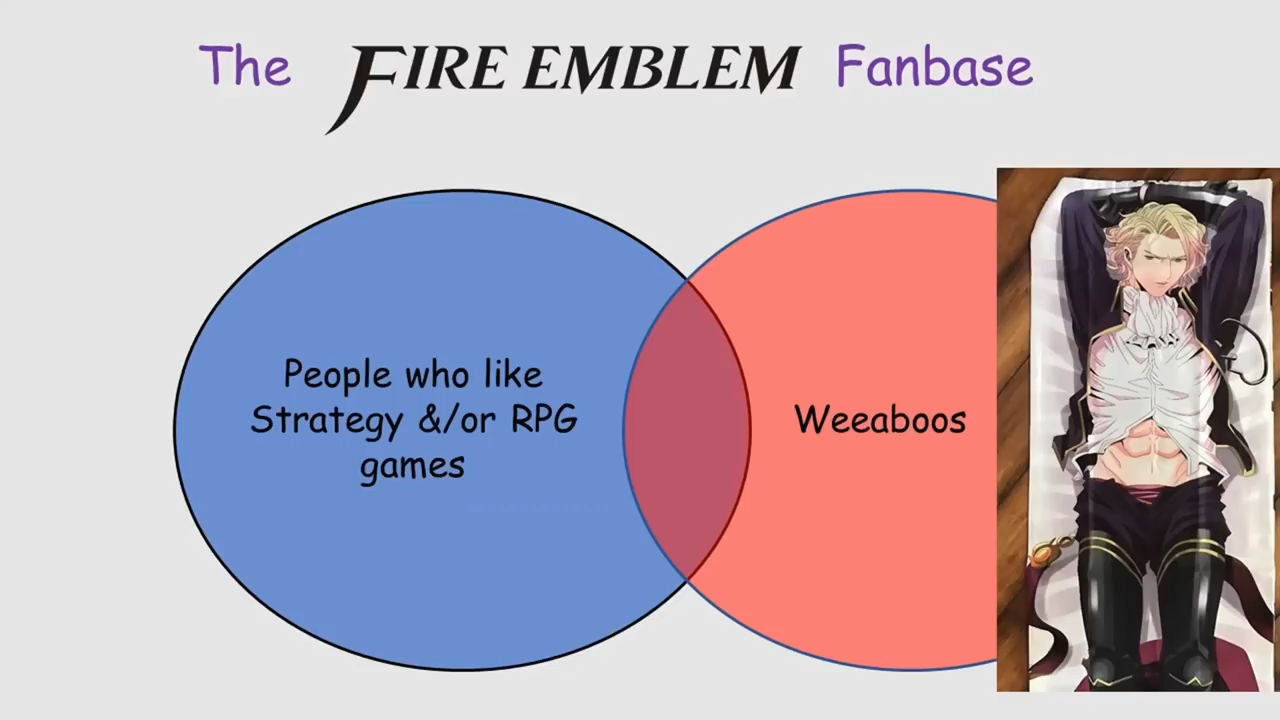 The FIRE EMBLEM Fanbase
People who like
Strategy &/or RPG
games
Weeaboos